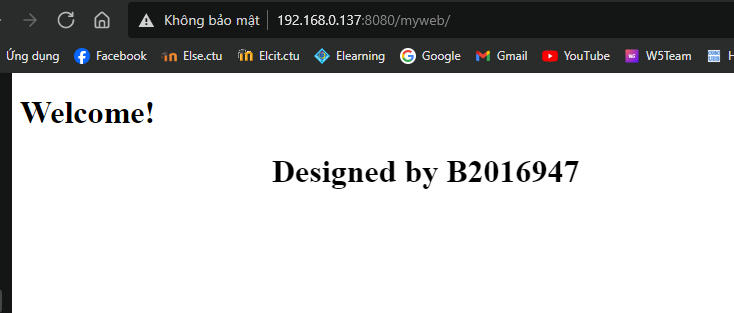 Không bảo mật 192.168.0.137:8080/myweb/
Ứng dụng Facebook Else.ctu Elcit.ctu Elearning Google Gmail YouTube W5Team H
Welcome!
Designed by B2016947